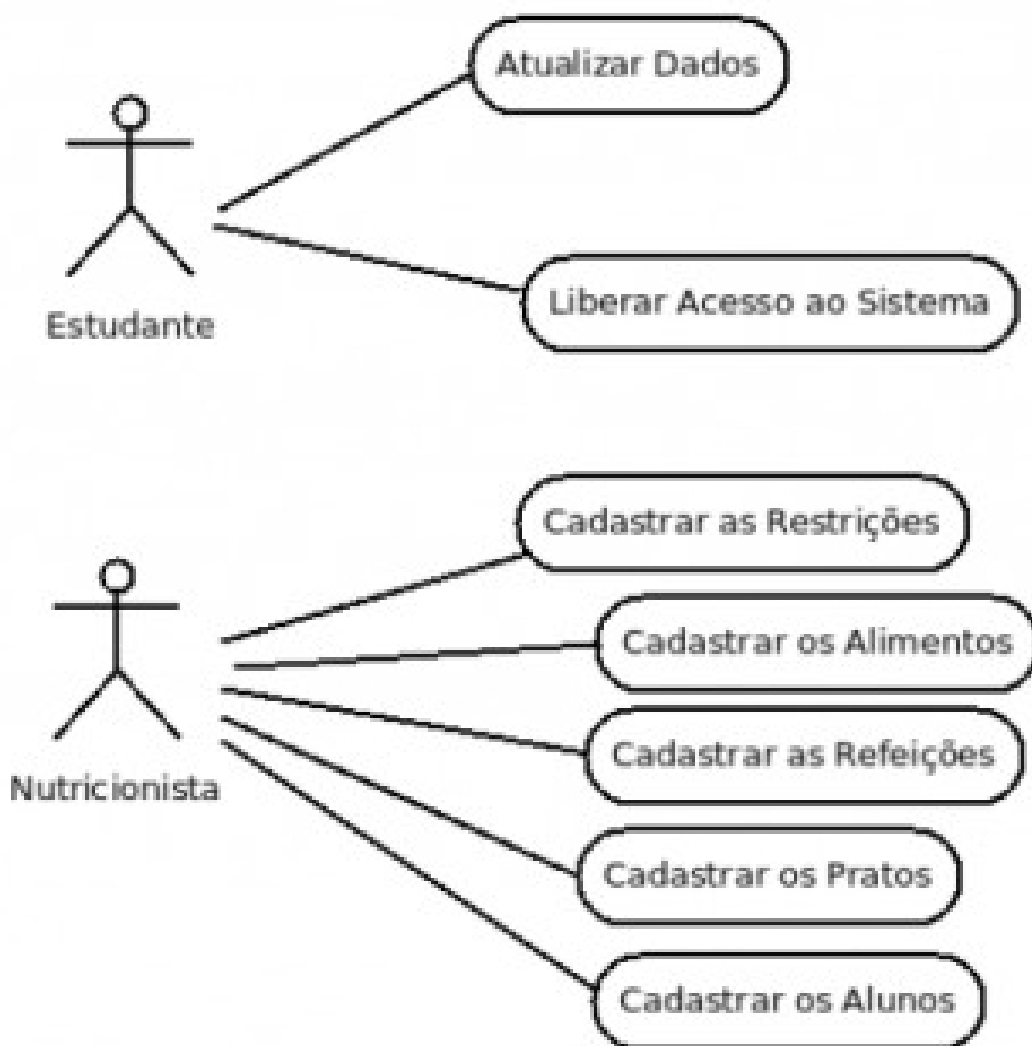 Atualizar Dados
Estudante
Liberar Acesso ao Sistema
Cadastrar as Restrições
Cadastrar os Alimentos
Cadastrar as Refeições
Nutricionista
Cadastrar os Pratos
Cadastrar os Alunos